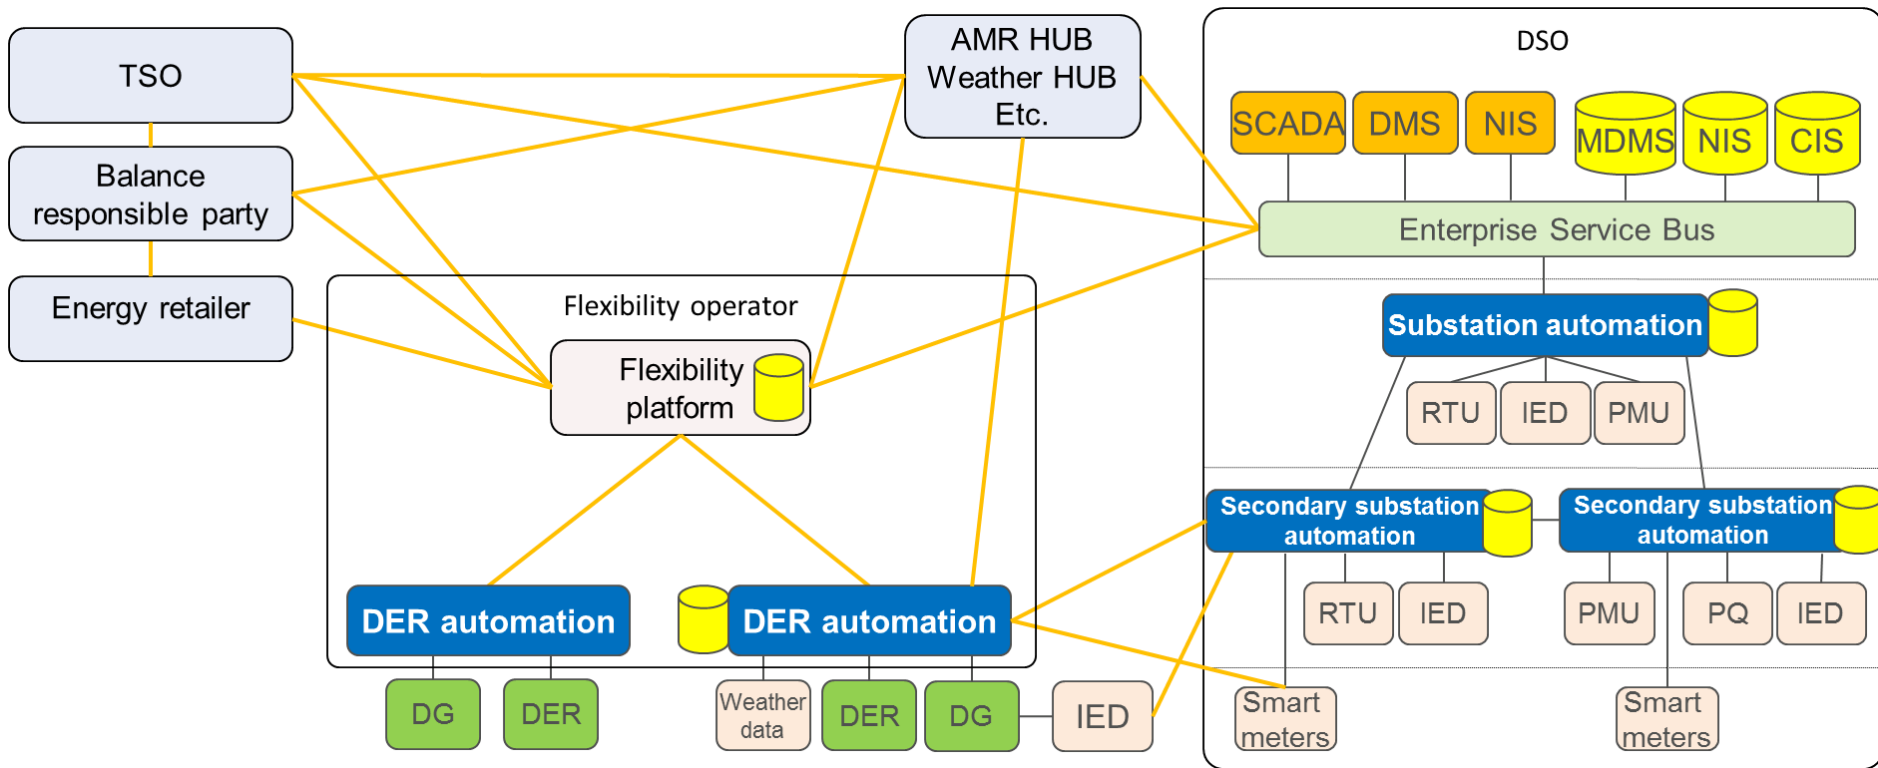 TSO
Balance
responsible party
Energy retailer
AMR HUB
Weather HUB
Etc.
Flexibility operator
Flexibility
platform
DER automation
DER automation
DG
DER
Weather
data
DER
DG
IED
DSO
SCADA
DMS
NIS
MDMS
NIS
CIS
Enterprise Service Bus
Substation automation
RTU
IED
PMU
Secondary substation
automation
Secondary substation
automation
RTU
IED
PMU
PQ
IED
Smart
meters
Smart
meters